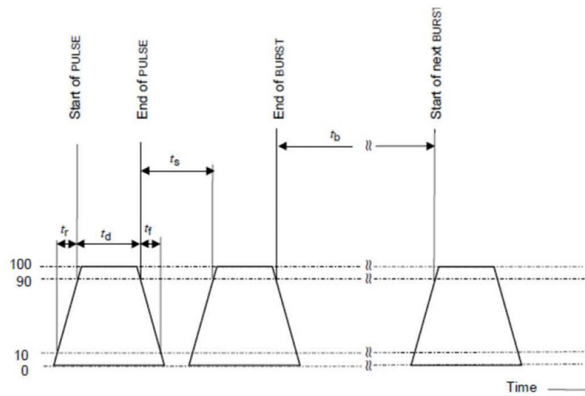 Start of PULSE
End of PULSE
End of BURST
Start of next BURST
tb
ts
tr
td
tf
100
90
10
0
Time